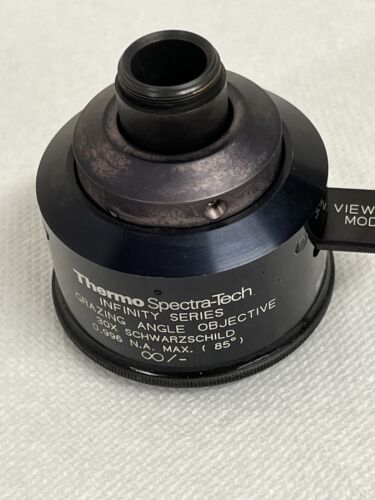 VIEW
MOD
Thermo Spectra-Tech
INFINITY SERIES
GRAZING ANGLE OBJECTIVE
30X SCHWARZSCHILD
0.996 N.A. MAX. ( 85°)
∞/-